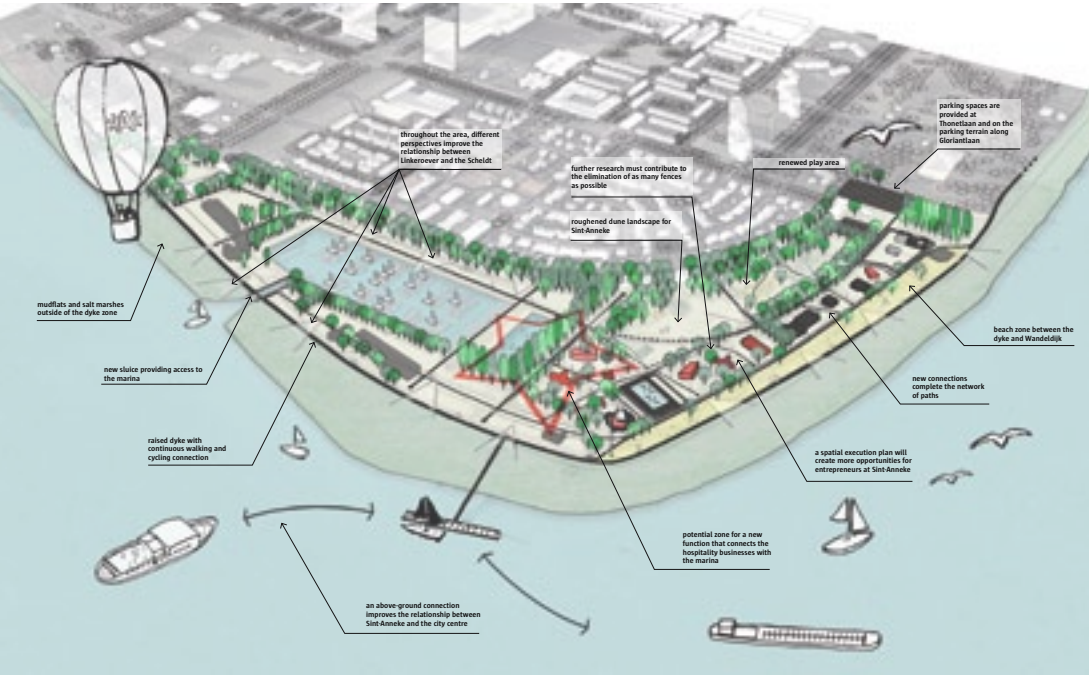 parking spaces are
provided at
Thonetlaan and on the
parking terrain along
Gloriantlaan
throughout the area, different
perspectives improve the
relationship between
Linkeroever and the Scheldt
further research must contribute to
the elimination of as many fences
as possible
renewed play area
roughened dune landscape for
Sint-Anneke
mudflats and salt marshes
outside of the dyke zone
beach zone between the
dyke and Wandeldijk
new sluice providing access to
the marina
new connections
complete the network
of paths
raised dyke with
continuous walking and
cycling connection
a spatial execution plan will
create more opportunities for
entrepreneurs at Sint-Anneke
potential zone for a new
function that connects the
hospitality businesses with
the marina
an above-ground connection
improves the relationship between
Sint-Anneke and the city centre